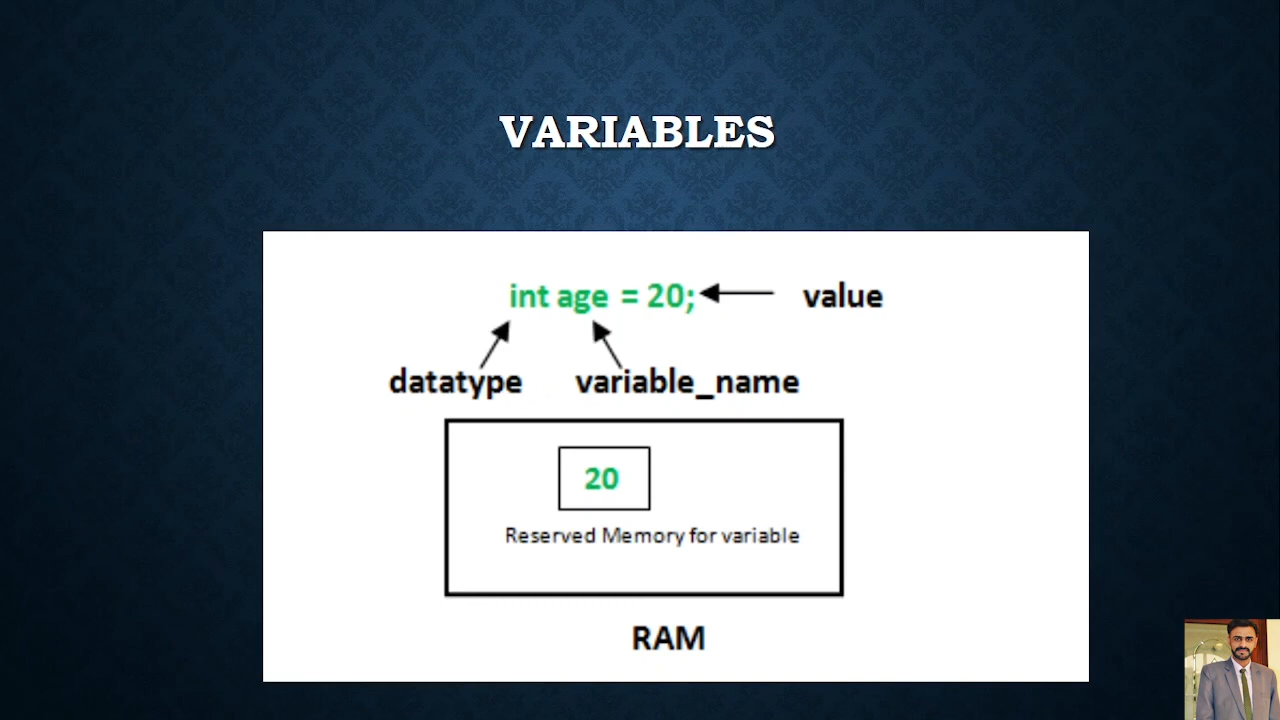 VARIABLES
int age = 20; value
datatype variable_name
20
Reserved Memory for variable
RAM